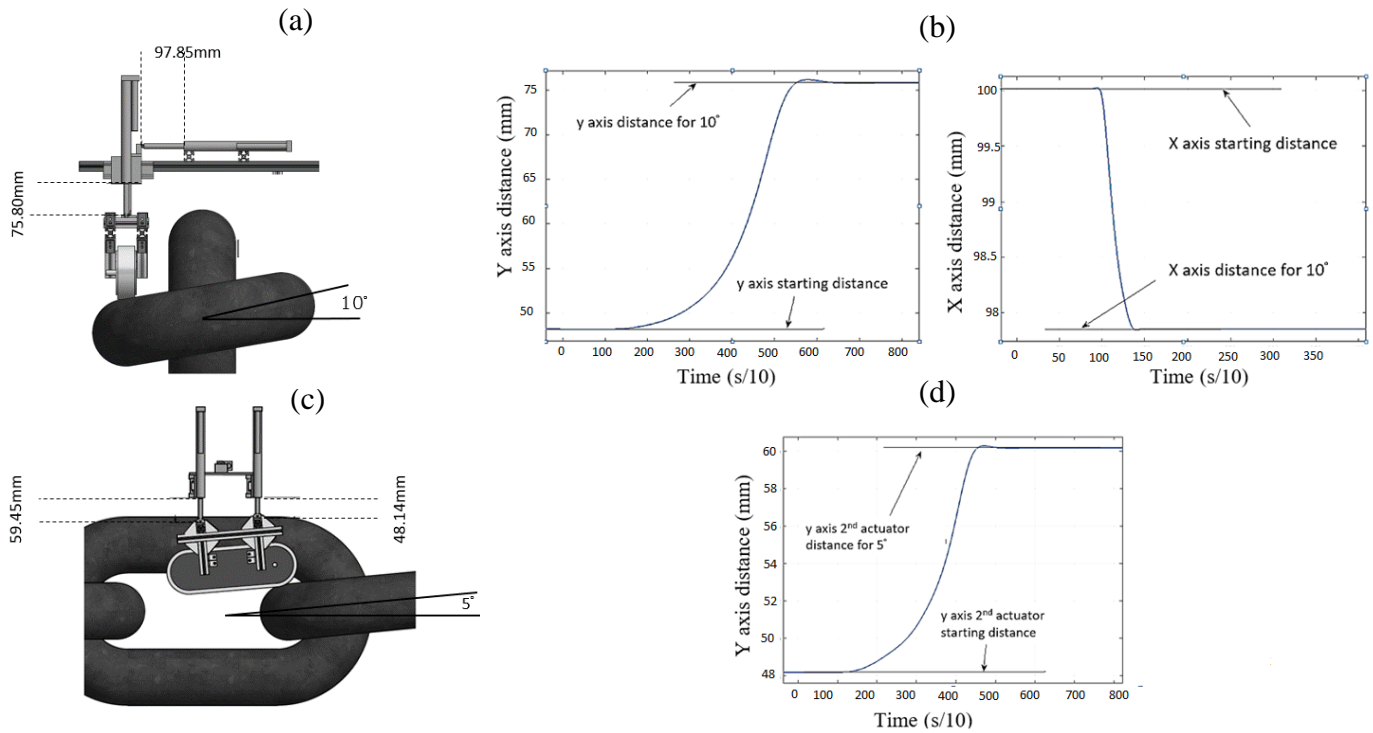 (a)
97.85mm
75.80mm
10°
(b)
Y axis distance (mm)
75
70
65
62
60
55
50
y axis distance for 10°
y axis starting distance
0 100 200 300 400 500 600 700 800
Time (s/10)
X axis distance (mm)
100
99.5
99
98.5
98
X axis starting distance
X axis distance for 10°
0 50 100 150 200 250 300 350
Time (s/10)
(c)
59.45mm
48.14mm
5°
(d)
Y axis distance (mm)
60
58
56
54
52
50
48
y axis 2nd actuator
distance for 5°
y axis 2nd actuator
starting distance
0 100 200 300 400 500 600 700 800
Time (s/10)